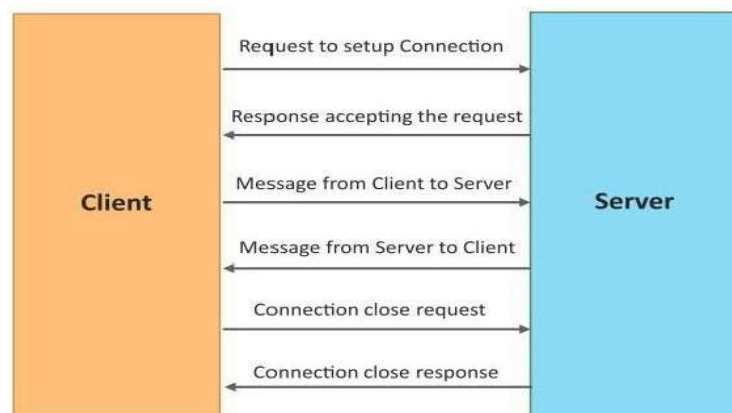 Request to setup Connection
Response accepting the request
Message from Client to Server
Client
Server
Message from Server to Client
Connection close request
Connection close response